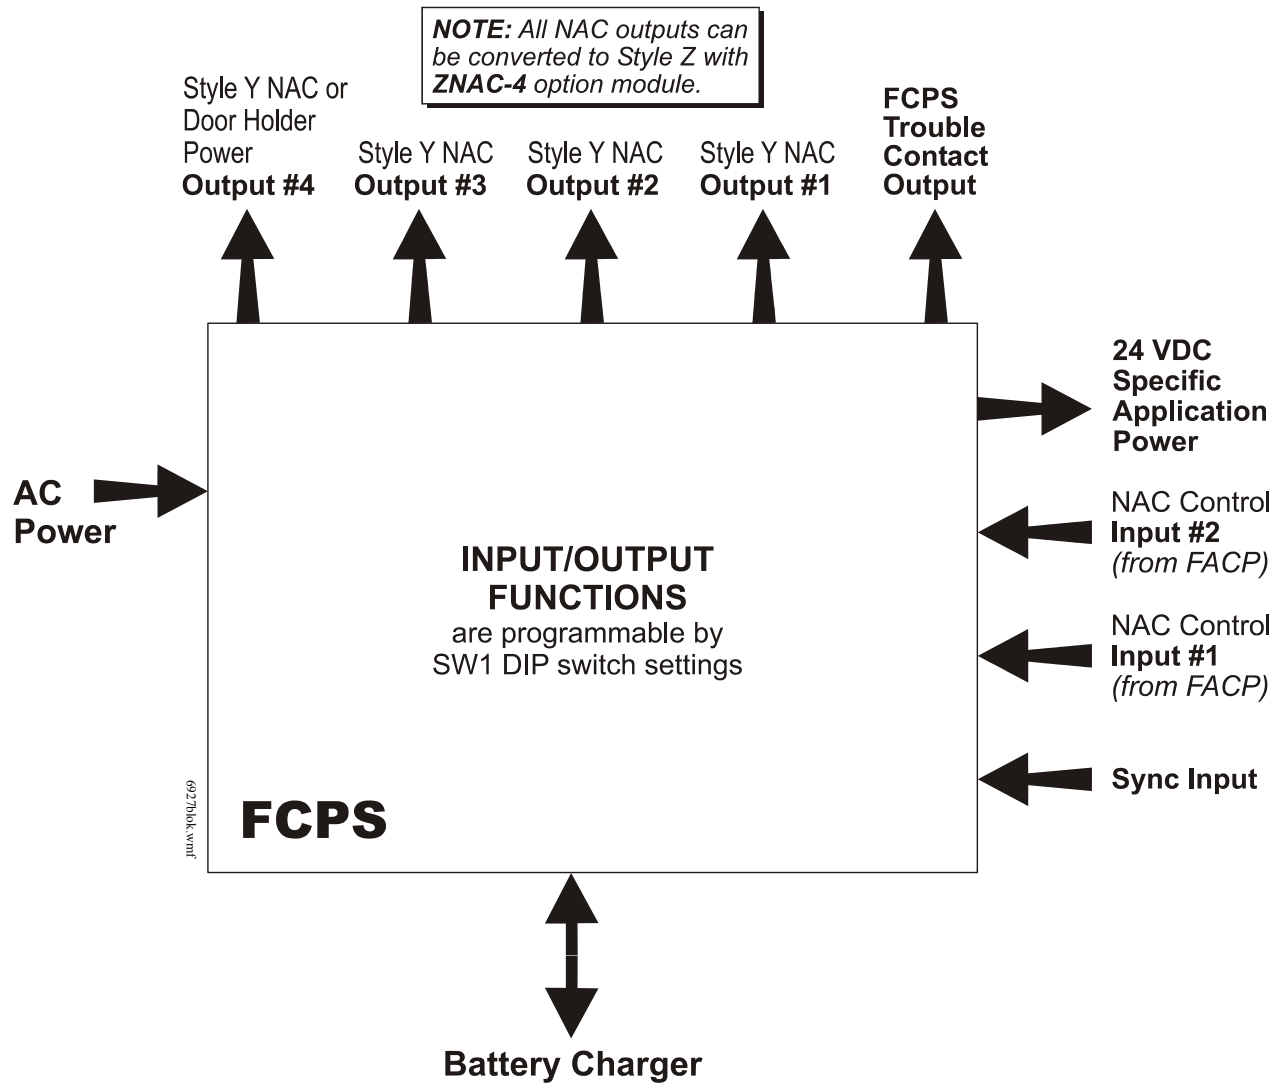 NOTE: All NAC outputs can
be converted to Style Z with
ZNAC-4 option module.
Style Y NAC or
Door Holder
Power
Output #4
Style Y NAC
Output #3
Style Y NAC
Output #2
Style Y NAC
Output #1
FCPS
Trouble
Contact
Output
24 VDC
Specific
Application
Power
AC
Power
NAC Control
Input #2
(from FACP)
INPUT/OUTPUT
FUNCTIONS
are programmable by
SW1 DIP switch settings
NAC Control
Input #1
(from FACP)
Sync Input
6927blok.wmf
FCPS
Battery Charger